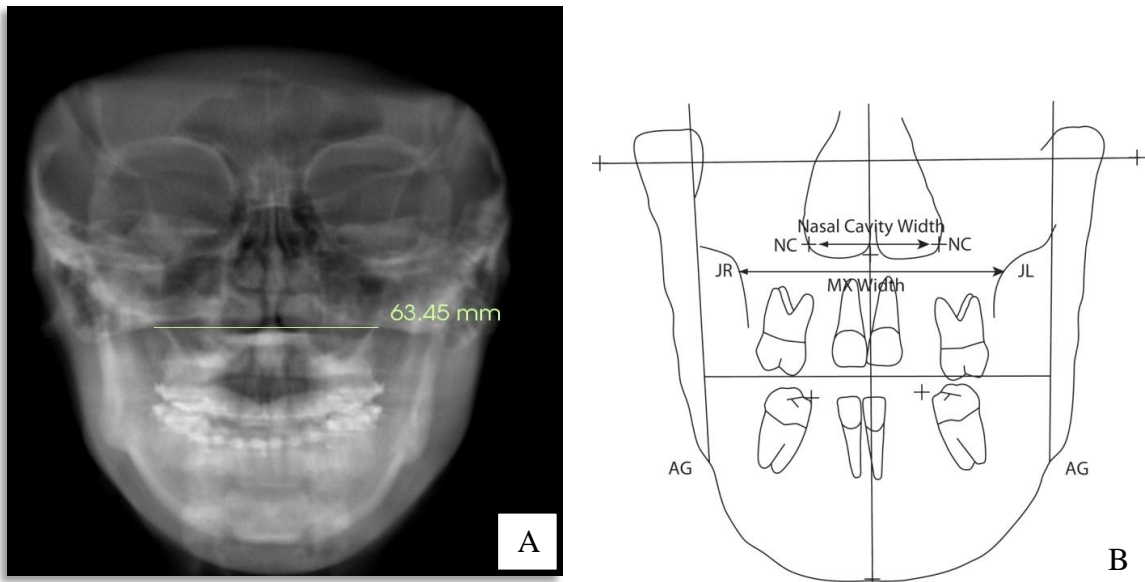 63.45 mm
A
Nasal Cavity Width
NC
NC
JR
JL
MX Width
AG
AG
B